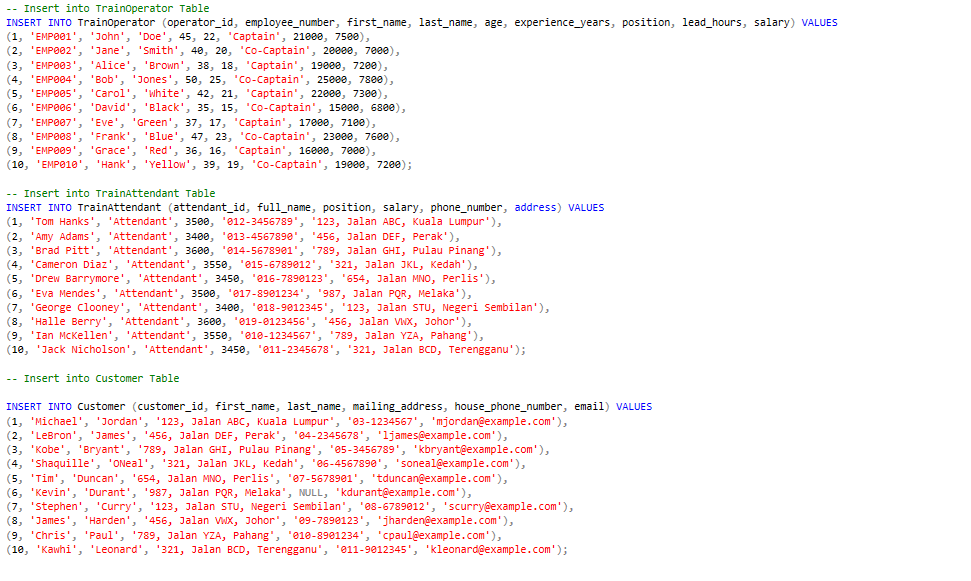 -- Insert into TrainOperator Table
INSERT INTO TrainOperator (operator_id, employee_number, first_name, last_name, age, experience_years, position, lead_hours, salary) VALUES
(1, 'EMP001', 'John', 'Doe', 45, 22, 'Captain', 21000, 7500),
(2, 'EMP002', 'Jane', 'Smith', 40, 20, 'Co-Captain', 20000, 7000),
(3, 'EMP003', 'Alice', 'Brown', 38, 18, 'Captain', 19000, 7200),
(4, 'EMP004', 'Bob', 'Jones', 50, 25, 'Co-Captain', 25000, 7800),
(5, 'EMP005', 'Carol', 'White', 42, 21, 'Captain', 22000, 7300),
(6, 'EMP006', 'David', 'Black', 35, 15, 'Co-Captain', 15000, 6800),
(7, 'EMP007', 'Eve', 'Green', 37, 17, 'Captain', 17000, 7100),
(8, 'EMP008', 'Frank', 'Blue', 47, 23, 'Co-Captain', 23000, 7600),
(9, 'EMP009', 'Grace', 'Red', 36, 16, 'Captain', 16000, 7000),
(10, 'EMP010', 'Hank', 'Yellow', 39, 19, 'Co-Captain', 19000, 7200);
-- Insert into TrainAttendant Table
INSERT INTO TrainAttendant (attendant_id, full_name, position, salary, phone_number, address) VALUES
(1, 'Tom Hanks', 'Attendant', 3500, '012-3456789', '123, Jalan ABC, Kuala Lumpur'),
(2, 'Amy Adams', 'Attendant', 3400, '013-4567890', '456, Jalan DEF, Perak'),
(3, 'Brad Pitt', 'Attendant', 3600, '014-5678901', '789, Jalan GHI, Pulau Pinang'),
(4, 'Cameron Diaz', 'Attendant', 3550, '015-6789012', '321, Jalan JKL, Kedah'),
(5, 'Drew Barrymore', 'Attendant', 3450, '016-7890123', '654, Jalan MNO, Perlis'),
(6, 'Eva Mendes', 'Attendant', 3500, '017-8901234', '987, Jalan PQR, Melaka'),
(7, 'George Clooney', 'Attendant', 3400, '018-9012345', '123, Jalan STU, Negeri Sembilan'),
(8, 'Halle Berry', 'Attendant', 3600, '019-0123456', '456, Jalan VWX, Johor'),
(9, 'Ian McKellen', 'Attendant', 3550, '010-1234567', '789, Jalan YZA, Pahang'),
(10, 'Jack Nicholson', 'Attendant', 3450, '011-2345678', '321, Jalan BCD, Terengganu');
-- Insert into Customer Table
INSERT INTO Customer (customer_id, first_name, last_name, mailing_address, house_phone_number, email) VALUES
(1, 'Michael', 'Jordan', '123, Jalan ABC, Kuala Lumpur', '03-1234567', 'mjordan@example.com'),
(2, 'LeBron', 'James', '456, Jalan DEF, Perak', '04-2345678', 'ljames@example.com'),
(3, 'Kobe', 'Bryant', '789, Jalan GHI, Pulau Pinang', '05-3456789', 'kbryant@example.com'),
(4, 'Shaquille', 'ONeal', '321, Jalan JKL, Kedah', '06-4567890', 'soneal@example.com'),
(5, 'Tim', 'Duncan', '654, Jalan MNO, Perlis', '07-5678901', 'tduncan@example.com'),
(6, 'Kevin', 'Durant', '987, Jalan PQR, Melaka', NULL, 'kdurant@example.com'),
(7, 'Stephen', 'Curry', '123, Jalan STU, Negeri Sembilan', '08-6789012', 'scurry@example.com'),
(8, 'James', 'Harden', '456, Jalan VWX, Johor', '09-7890123', 'jharden@example.com'),
(9, 'Chris', 'Paul', '789, Jalan YZA, Pahang', '010-8901234', 'cpaul@example.com'),
(10, 'Kawhi', 'Leonard', '321, Jalan BCD, Terengganu', '011-9012345', 'kleonard@example.com');